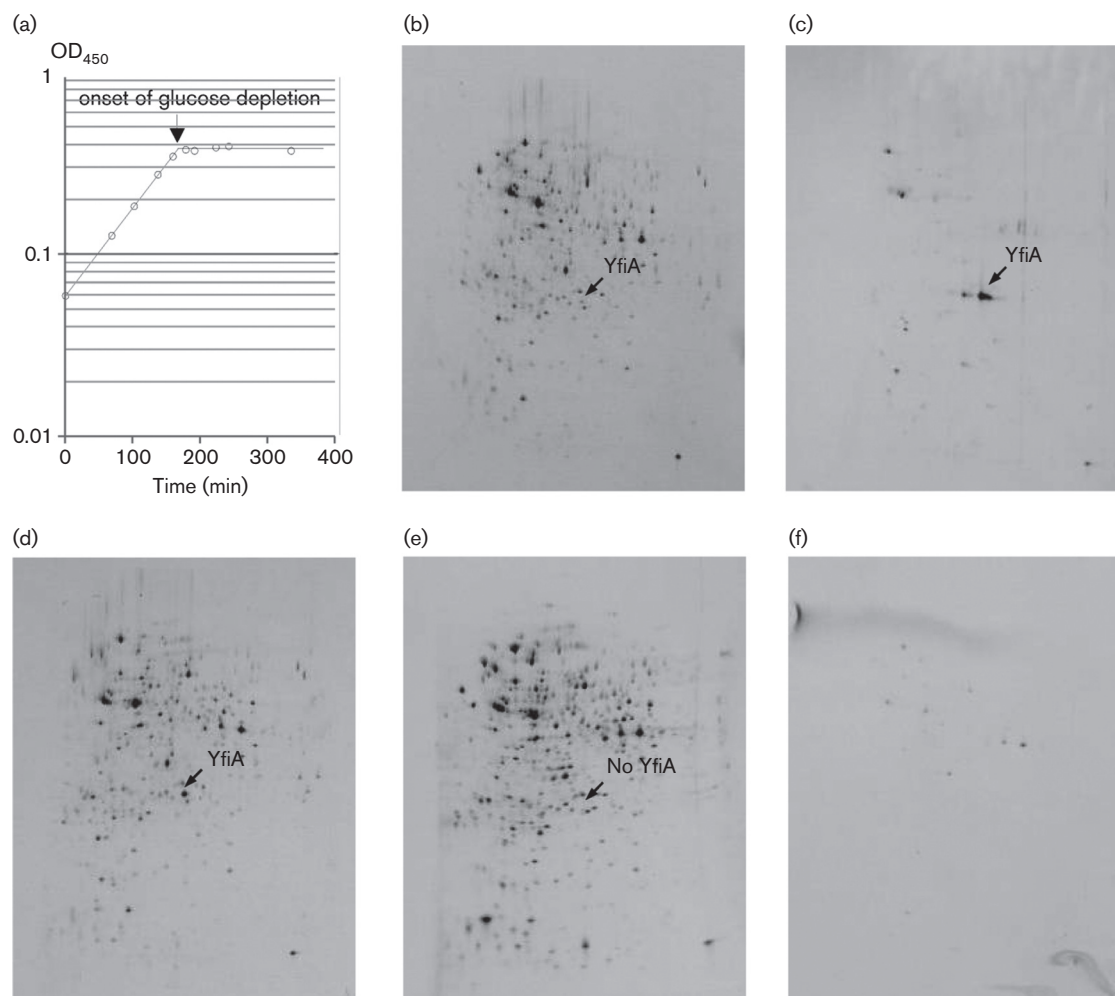 (a)
OD450
1
onset of glucose depletion
0.1
0.01
0 100 200 300 400
Time (min)
(b)
YfiA
(c)
YfiA
(d)
YfiA
(e)
No YfiA
(f)